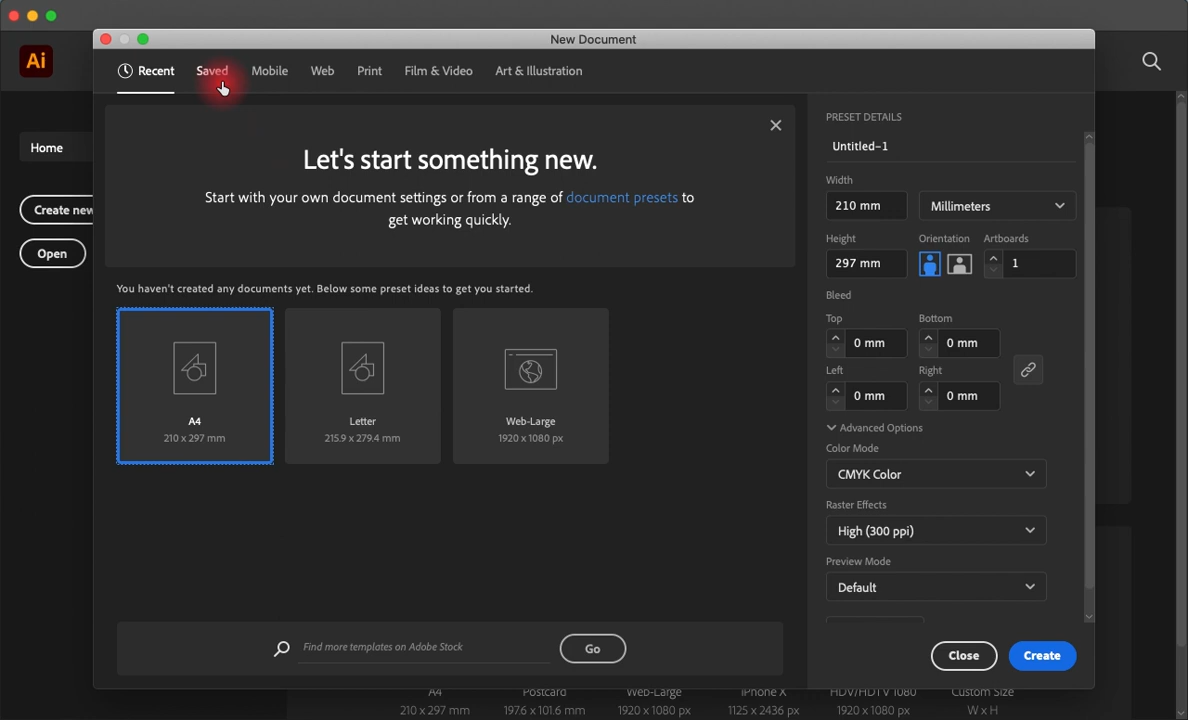 New Document
Ai
Recent
Saved
Mobile
Web
Print
Film & Video
Art & Illustration
Home
Create new
Open
Let's start something new.
Start with your own document settings or from a range of document presets to
get working quickly.
You haven't created any documents yet. Below some preset ideas to get you started.
A4
210 x 297 mm
Letter
215.9 x 279.4 mm
Web-Large
1920 x 1080 px
Find more templates on Adobe Stock
Go
PRESET DETAILS
Untitled-1
Width
210 mm
Millimeters
Height
Orientation
Artboards
297 mm
1
Bleed
Top
Bottom
0 mm
0 mm
Left
Right
0 mm
0 mm
Advanced Options
Color Mode
CMYK Color
Raster Effects
High (300 ppi)
Preview Mode
Default
Close
Create
A4
Postcard
Web-Large
iPhone X
HDV/HDTV 1080
Custom Size
210 x 297 mm
197.6 x 101.6 mm
1920 x 1080 px
1125 x 2436 px
1920 x 1080 px
W x H